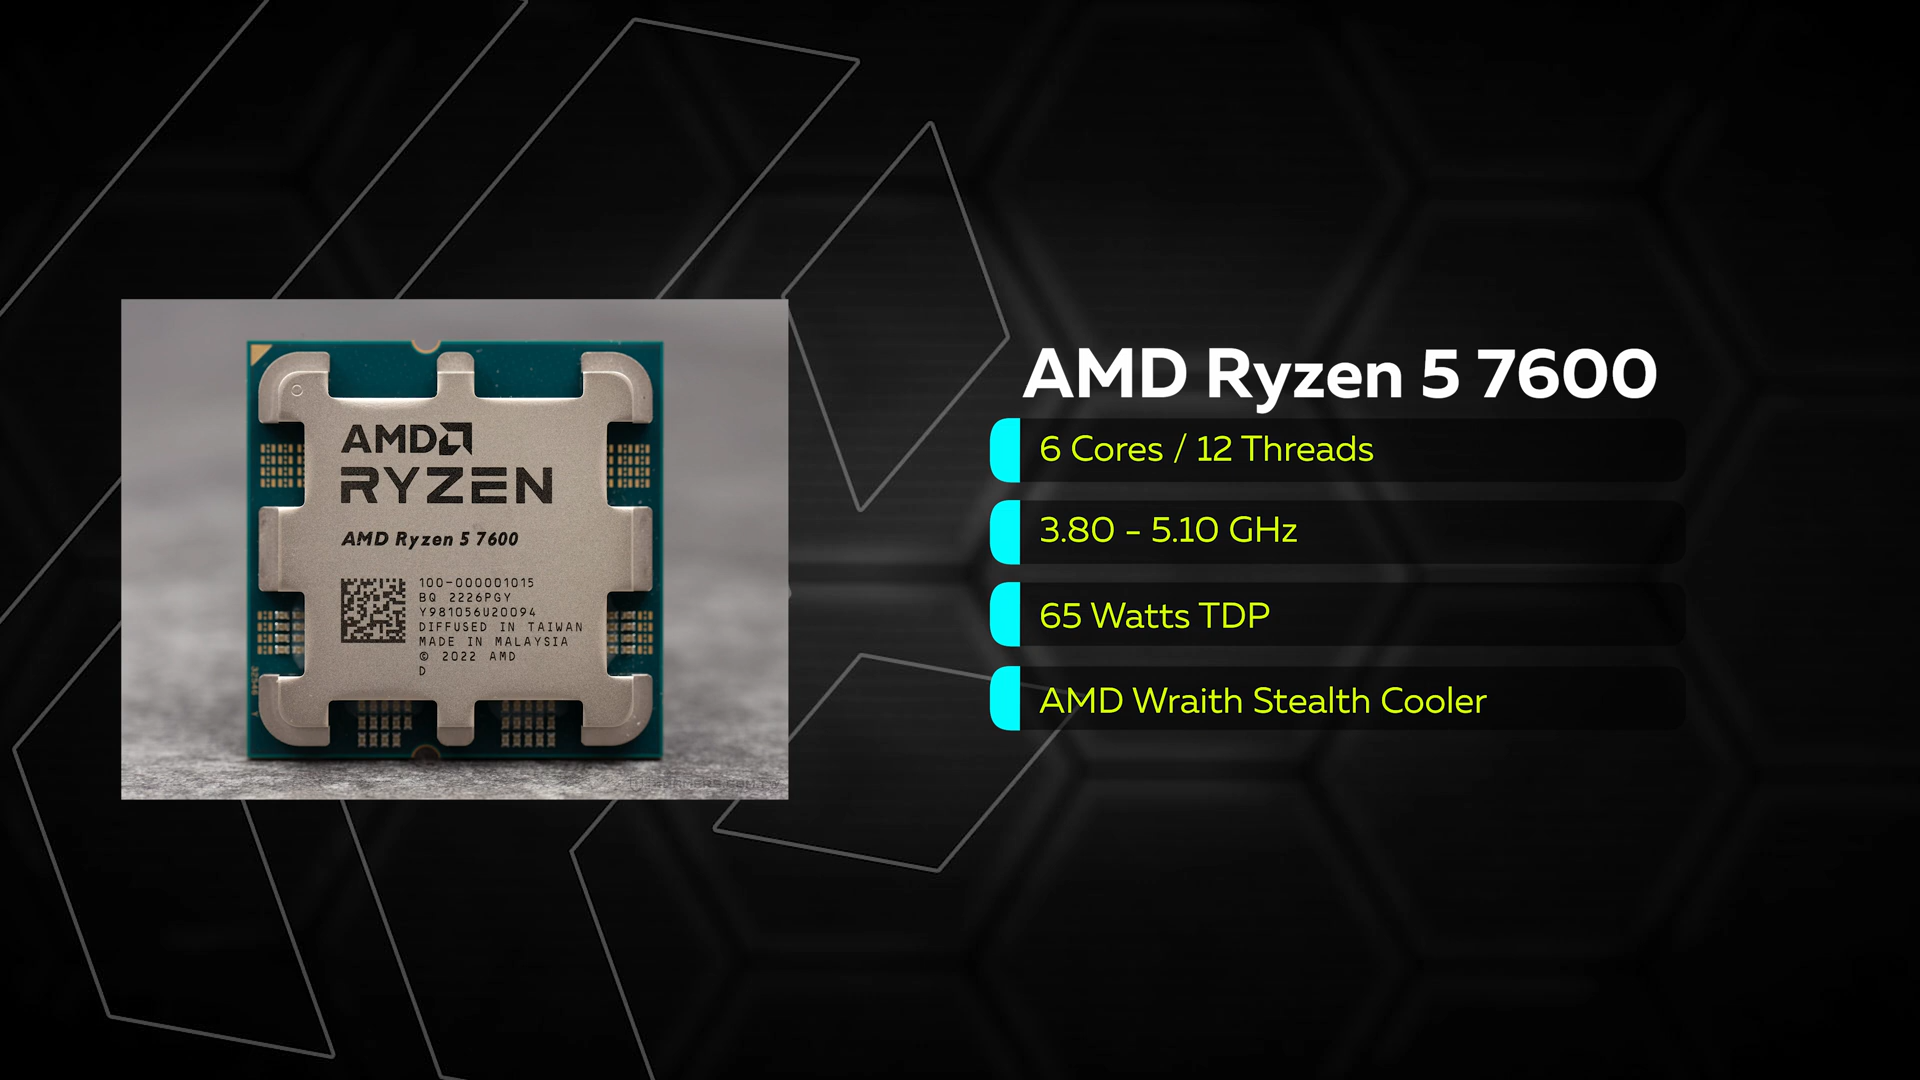 AMD
RYZEN
AMD Ryzen 5 7600
100-000001015
BQ 2226PGY
Y981056U20094
DIFFUSED IN TAIWAN
MADE IN MALAYSIA
© 2022 AMD
D
AMD Ryzen 5 7600
6 Cores / 12 Threads
3.80 - 5.10 GHz
65 Watts TDP
AMD Wraith Stealth Cooler